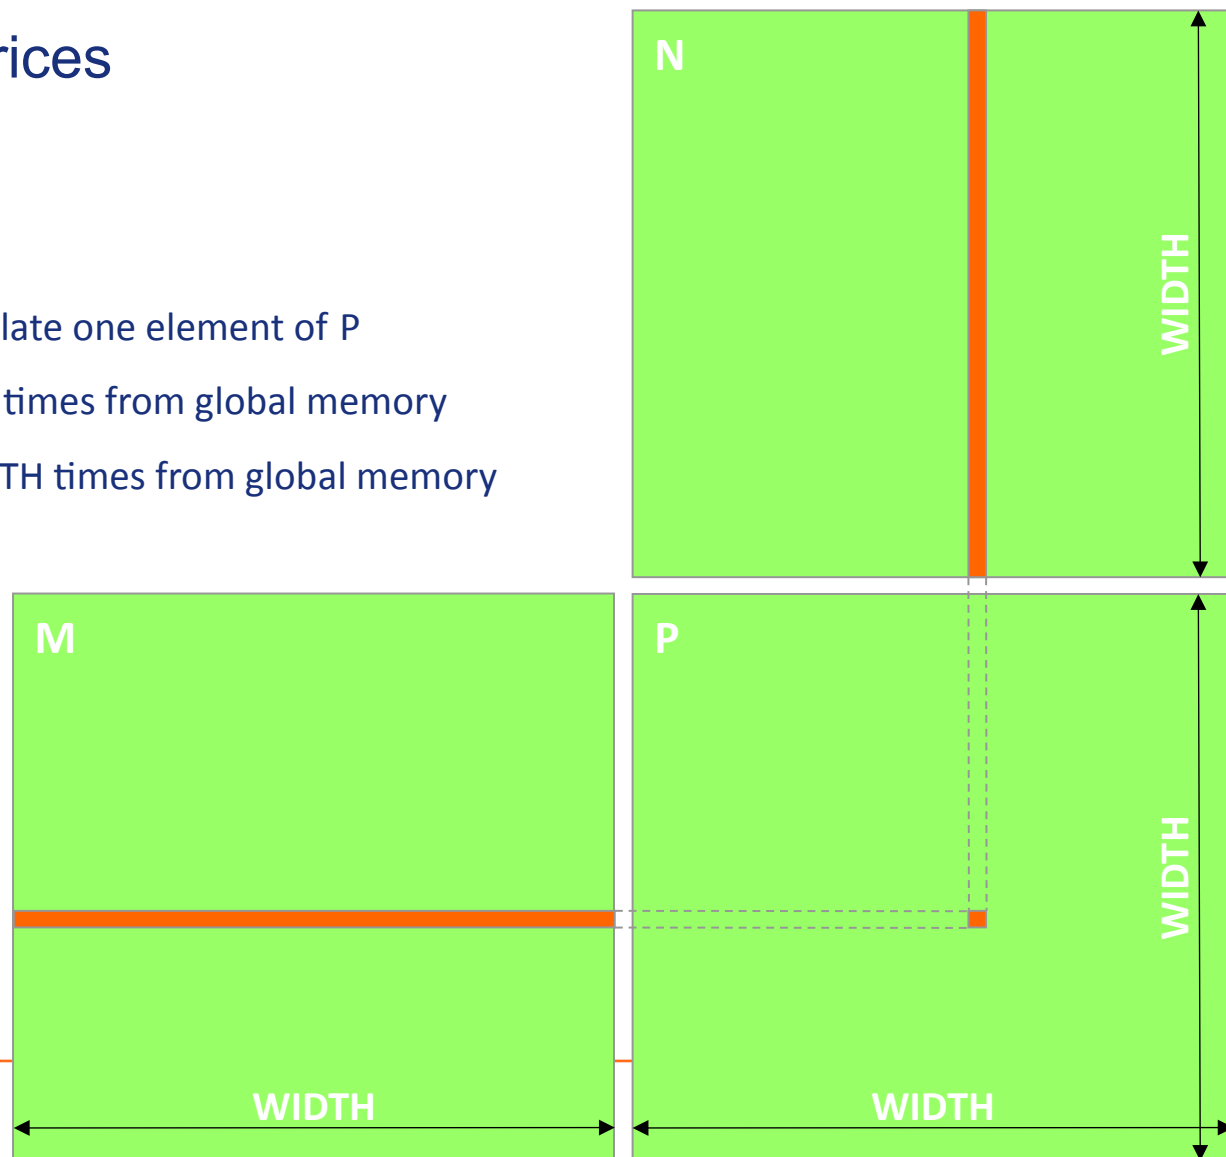 rices
N
WIDTH
late one element of P
times from global memory
TH times from global memory
M
P
WIDTH
WIDTH
WIDTH